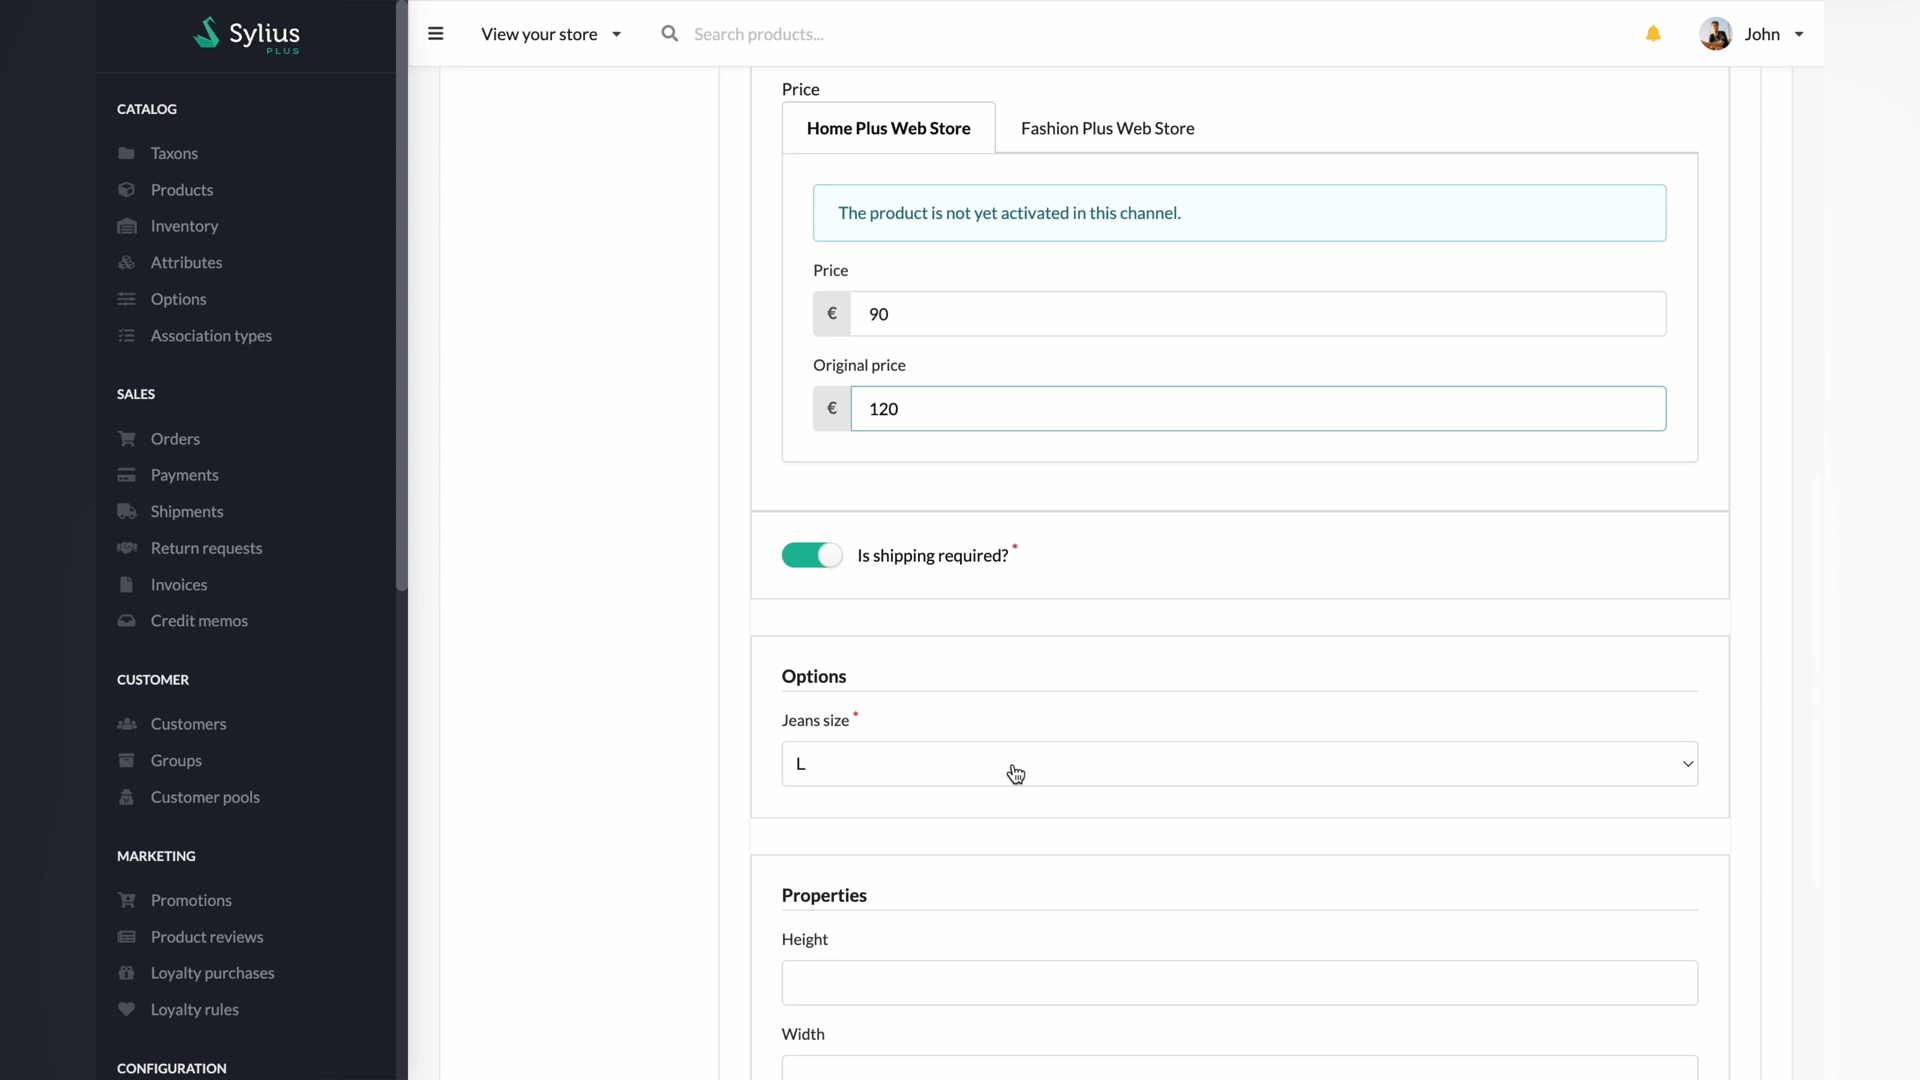 Sylius
PLUS
View your store
Search products...
John
CATALOG
Taxons
Products
Inventory
Attributes
Options
Association types
SALES
Orders
Payments
Shipments
Return requests
Invoices
Credit memos
CUSTOMER
Customers
Groups
Customer pools
MARKETING
Promotions
Product reviews
Loyalty purchases
Loyalty rules
CONFIGURATION
Price
Home Plus Web Store
Fashion Plus Web Store
The product is not yet activated in this channel.
Price
€ 90
Original price
€ 120
Is shipping required? *
Options
Jeans size *
L
Properties
Height
Width